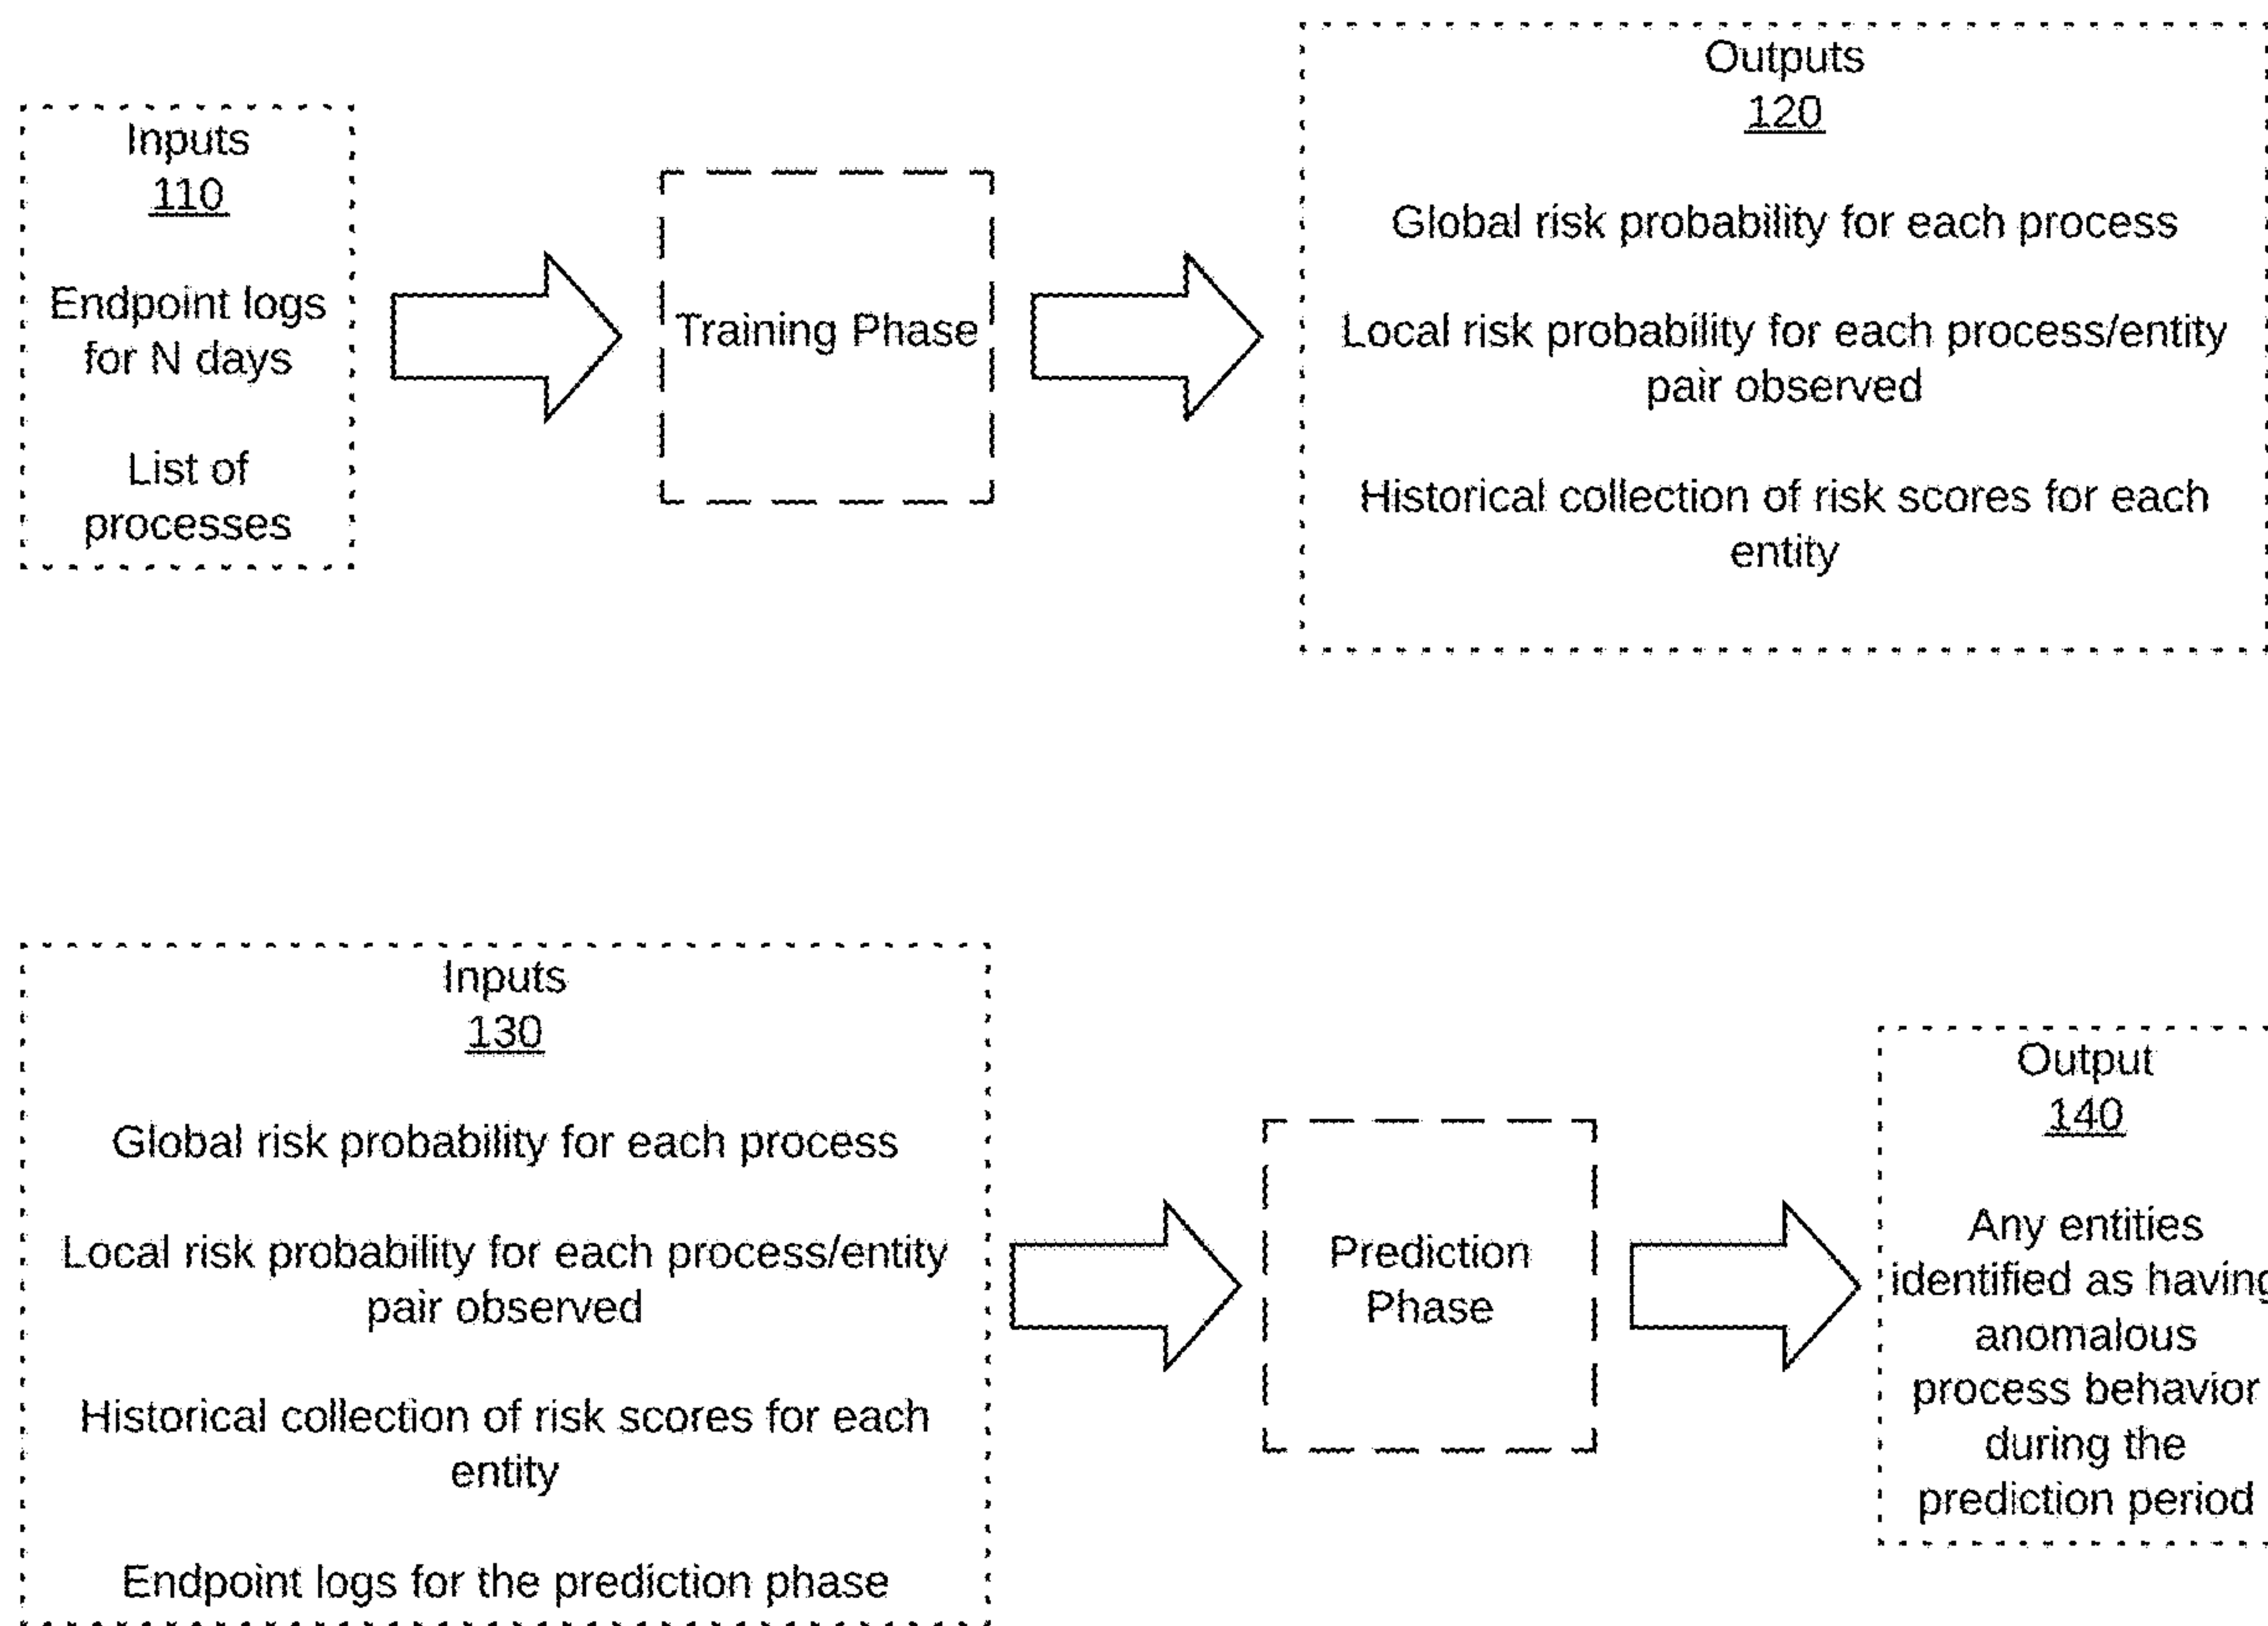 Inputs
110
Endpoint logs
for N days
List of
processes
Training Phase
Outputs
120
Global risk probability for each process
Local risk probability for each process/entity
pair observed
Historical collection of risk scores for each
entity
Inputs
130
Global risk probability for each process
Local risk probability for each process/entity
pair observed
Historical collection of risk scores for each
entity
Endpoint logs for the prediction phase
Prediction
Phase
Output
140
Any entities
identified as having
anomalous
process behavior
during the
prediction period